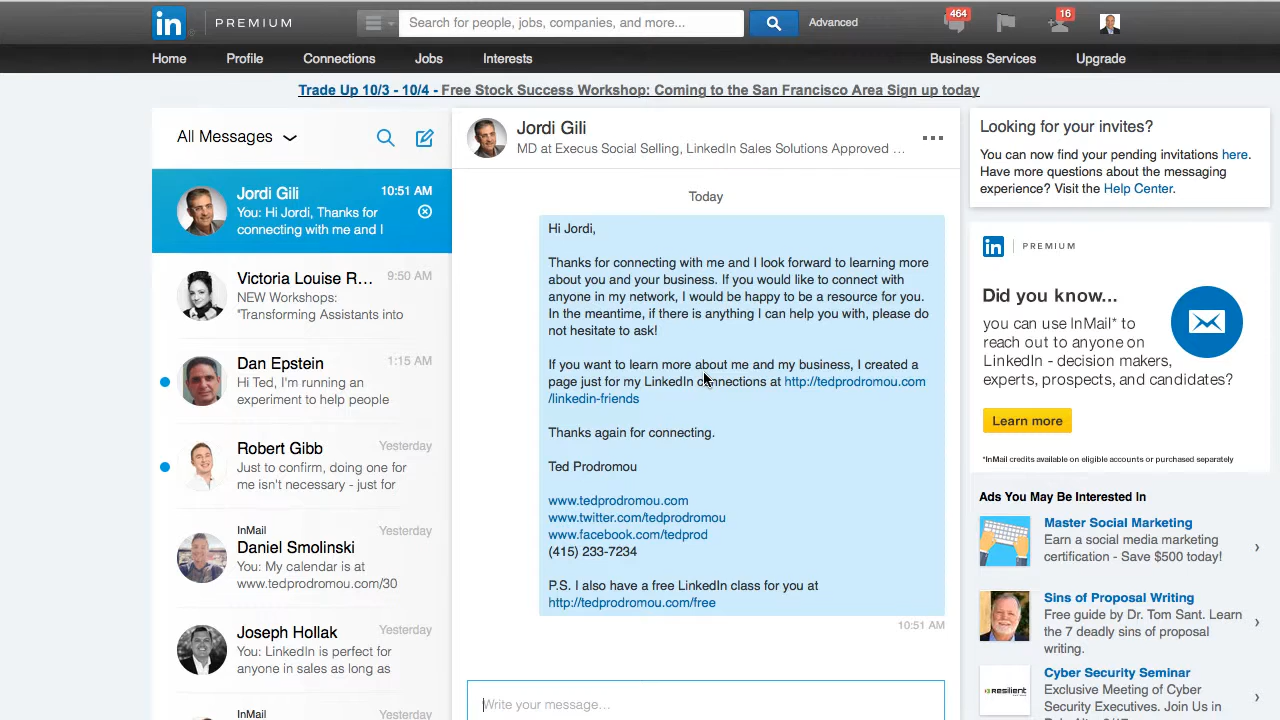 in PREMIUM
Search for people, jobs, companies, and more...
Advanced
464
16
Home Profile Connections Jobs Interests Business Services Upgrade
Trade Up 10/3 - 10/4 - Free Stock Success Workshop: Coming to the San Francisco Area Sign up today
All Messages
Jordi Gili 10:51 AM
You: Hi Jordi, Thanks for
connecting with me and I
Victoria Louise R... 9:50 AM
NEW Workshops:
"Transforming Assistants into
Dan Epstein 1:15 AM
Hi Ted, I'm running an
experiment to help people
Robert Gibb Yesterday
Just to confirm, doing one for
me isn't necessary - just for
InMail Yesterday
Daniel Smolinski
You: My calendar is at
www.tedprodromou.com/30
Joseph Hollak Yesterday
You: LinkedIn is perfect for
anyone in sales as long as
InMail Yesterday
Jordi Gili
MD at Execus Social Selling, LinkedIn Sales Solutions Approved ...
Today
Hi Jordi,
Thanks for connecting with me and I look forward to learning more
about you and your business. If you would like to connect with
anyone in my network, I would be happy to be a resource for you.
In the meantime, if there is anything I can help you with, please do
not hesitate to ask!
If you want to learn more about me and my business, I created a
page just for my LinkedIn connections at http://tedprodromou.com
/linkedin-friends
Thanks again for connecting.
Ted Prodromou
www.tedprodromou.com
www.twitter.com/tedprodromou
www.facebook.com/tedprod
(415) 233-7234
P.S. I also have a free LinkedIn class for you at
http://tedprodromou.com/free
10:51 AM
Write your message...
Looking for your invites?
You can now find your pending invitations here.
Have more questions about the messaging
experience? Visit the Help Center.
in PREMIUM
Did you know...
you can use InMail* to
reach out to anyone on
LinkedIn - decision makers,
experts, prospects, and candidates?
Learn more
*InMail credits available on eligible accounts or purchased separately
Ads You May Be Interested In
Master Social Marketing
Earn a social media marketing
certification - Save $500 today!
Sins of Proposal Writing
Free guide by Dr. Tom Sant. Learn
the 7 deadly sins of proposal
writing.
resilient
Cyber Security Seminar
Exclusive Meeting of Cyber
Security Executives. Join Us in